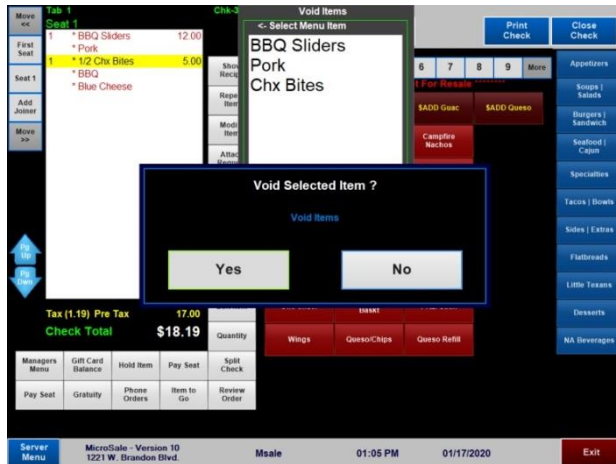 Move
<<
First
Seat
Seat 1
Add
Joiner
Move
>>
Pg
Up
Pg
Dwn
Tab 1
Seat 1
Chk-3
1 * BBQ Sliders 12.00
* Pork
1 * 1/2 Chx Bites 5.00
* BBQ
* Blue Cheese
Tax (1.19) Pre Tax 17.00
Check Total $18.19
Void Items
<- Select Menu Item
BBQ Sliders
Pork
Chx Bites
Print
Check
Close
Check
6 7 8 9 More
For Resale
$ADD Guac
$ADD Queso
Campfire
Nachos
Void Selected Item ?
Void Items
Yes
No
Quantity
Wings
Queso/Chips
Queso Refill
Appetizers
Soups |
Salads
Burgers |
Sandwich
Seafood |
Cajun
Specialties
Tacos | Bowls
Sides | Extras
Flatbreads
Little Texans
Desserts
NA Beverages
Managers
Menu
Gift Card
Balance
Hold Item
Pay Seat
Split
Check
Pay Seat
Gratuity
Phone
Orders
Item to
Go
Review
Order
Server
Menu
MicroSale - Version 10
1221 W. Brandon Blvd.
Msale
01:05 PM
01/17/2020
Exit